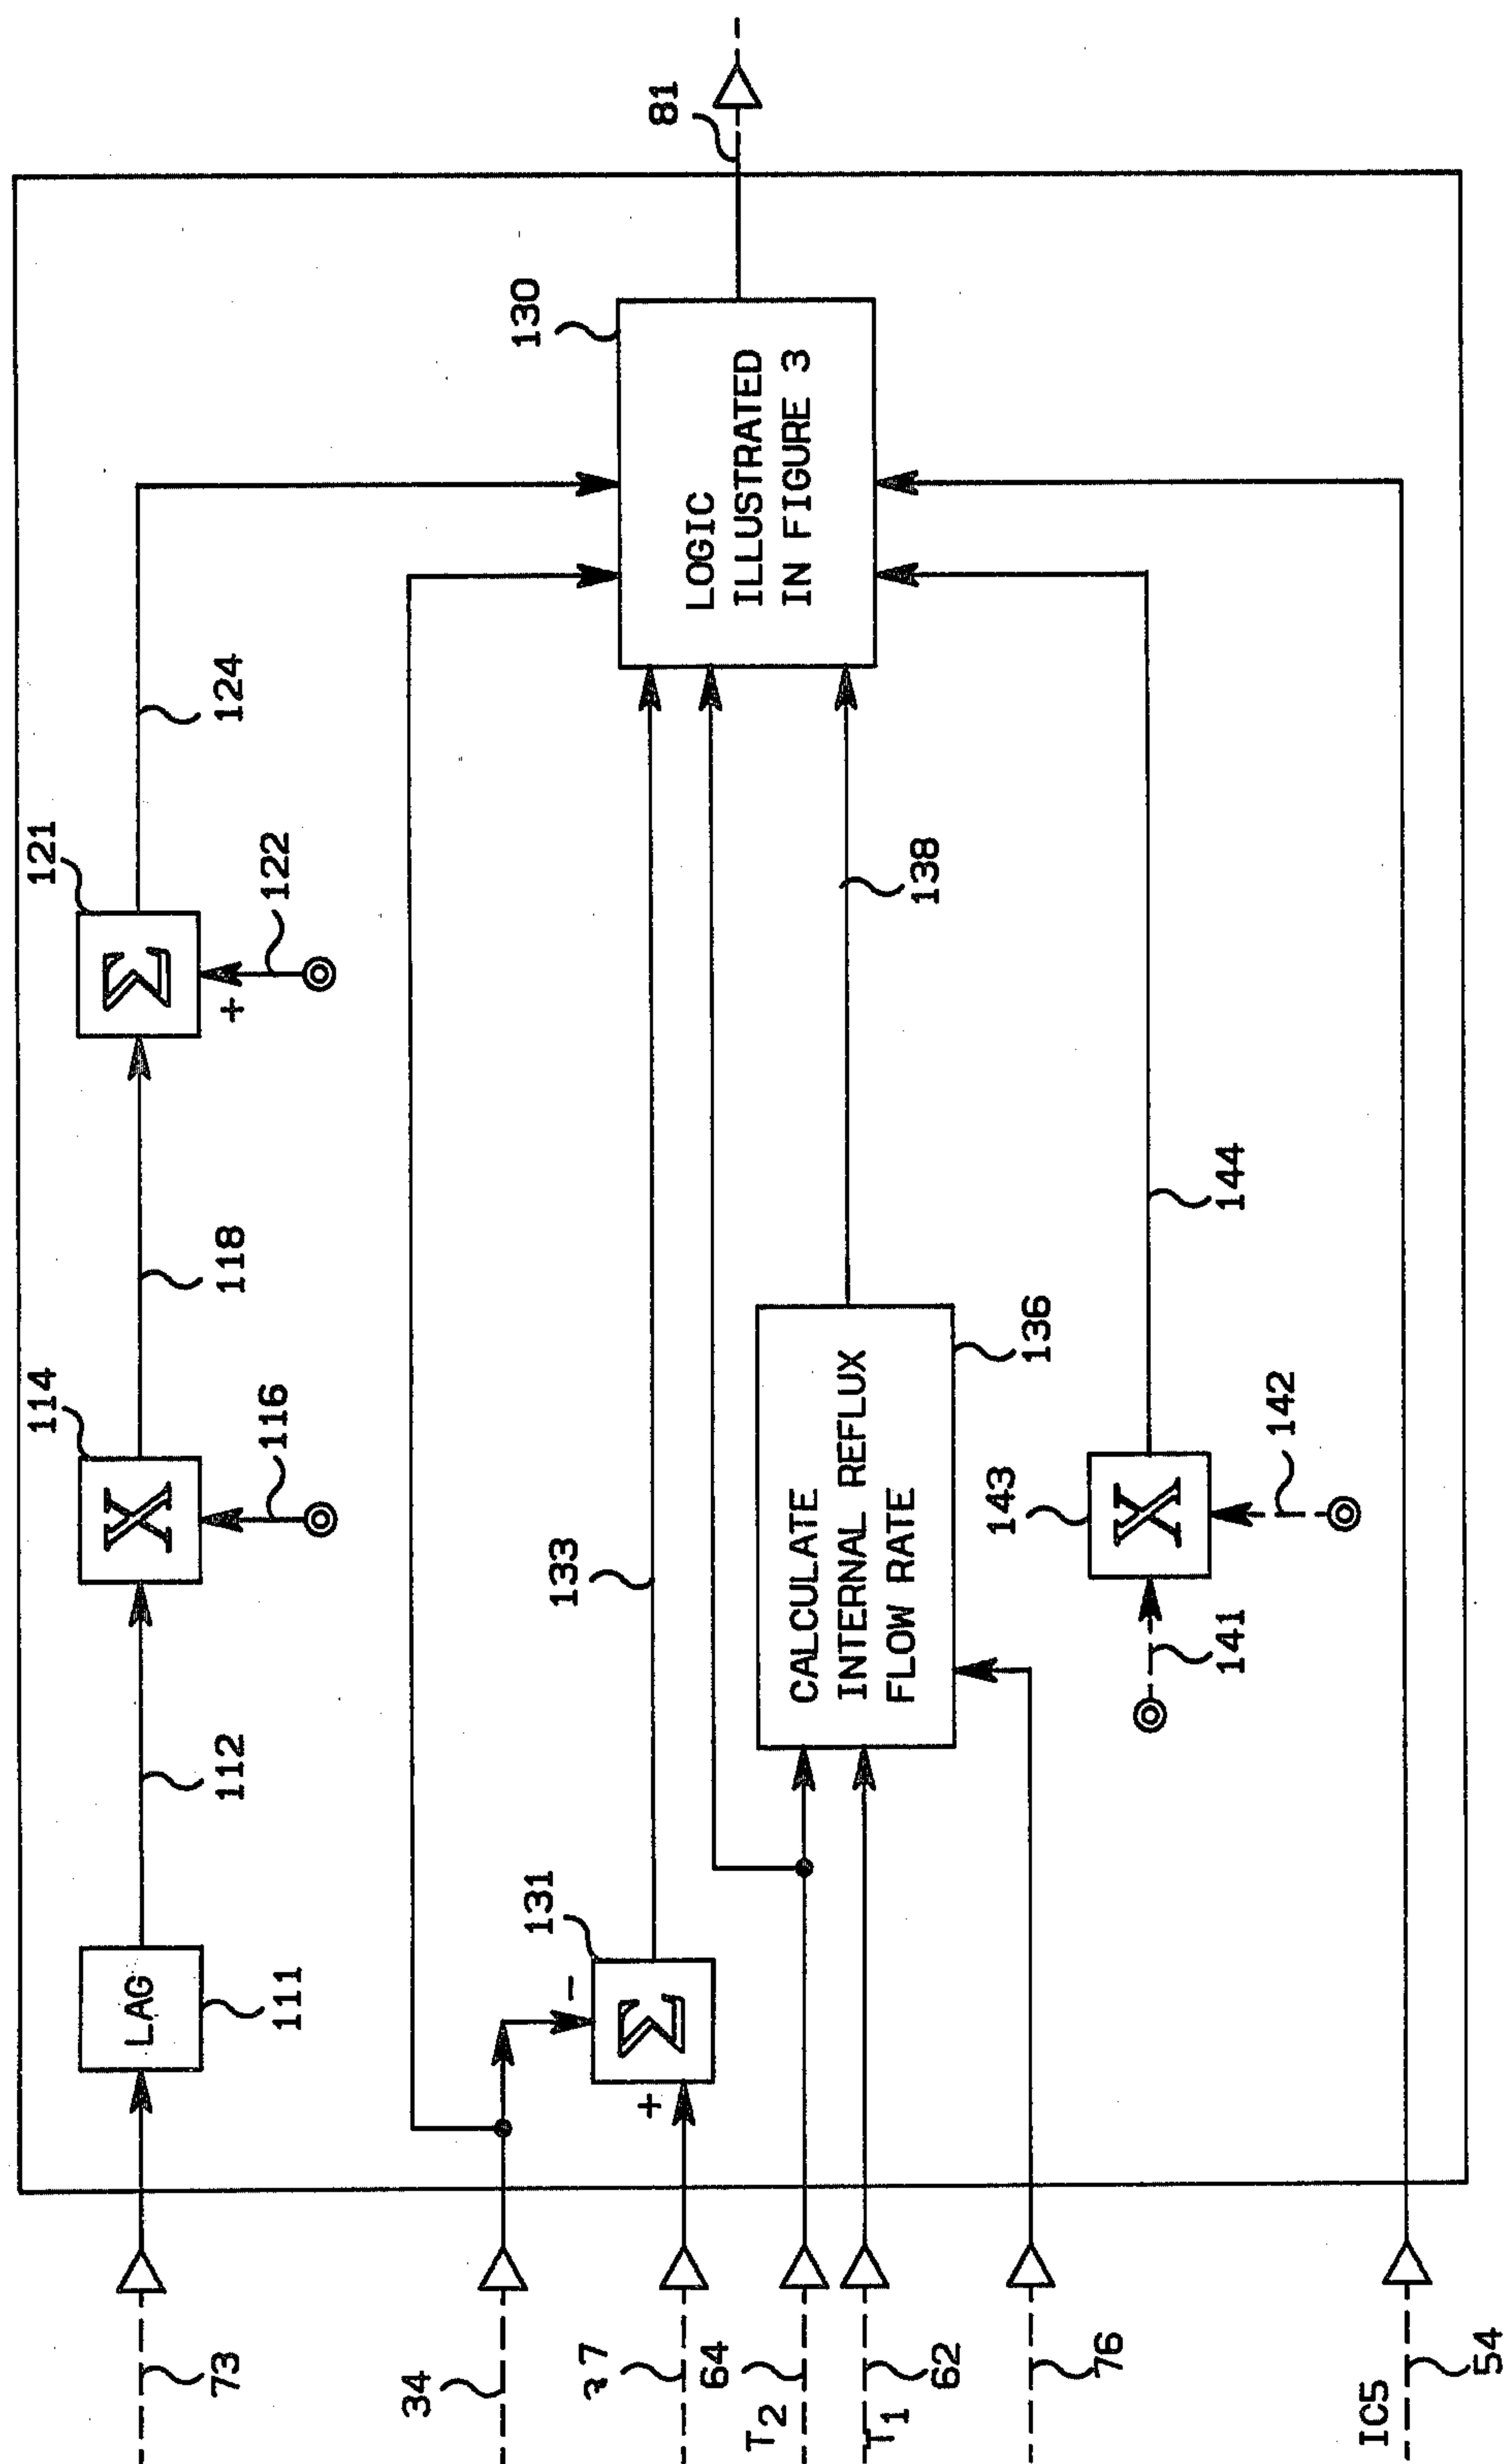 73
LAG
111
112
114
X
116
118
121
Σ
+
122
124
34
37
+
-
131
Σ
133
T2
64
T1
62
76
CALCULATE
INTERNAL REFLUX
FLOW RATE
136
138
141
143
X
142
144
IC5
54
130
LOGIC
ILLUSTRATED
IN FIGURE 3
81